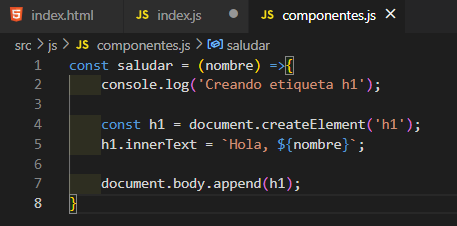 index.html JS index.js JS componentes.js
src > js > JS componentes.js > saludar
1 const saludar = (nombre) =>{
2 console.log('Creando etiqueta h1');
3
4 const h1 = document.createElement('h1');
5 h1.innerText = `Hola, ${nombre}`;
6
7 document.body.append(h1);
8 }